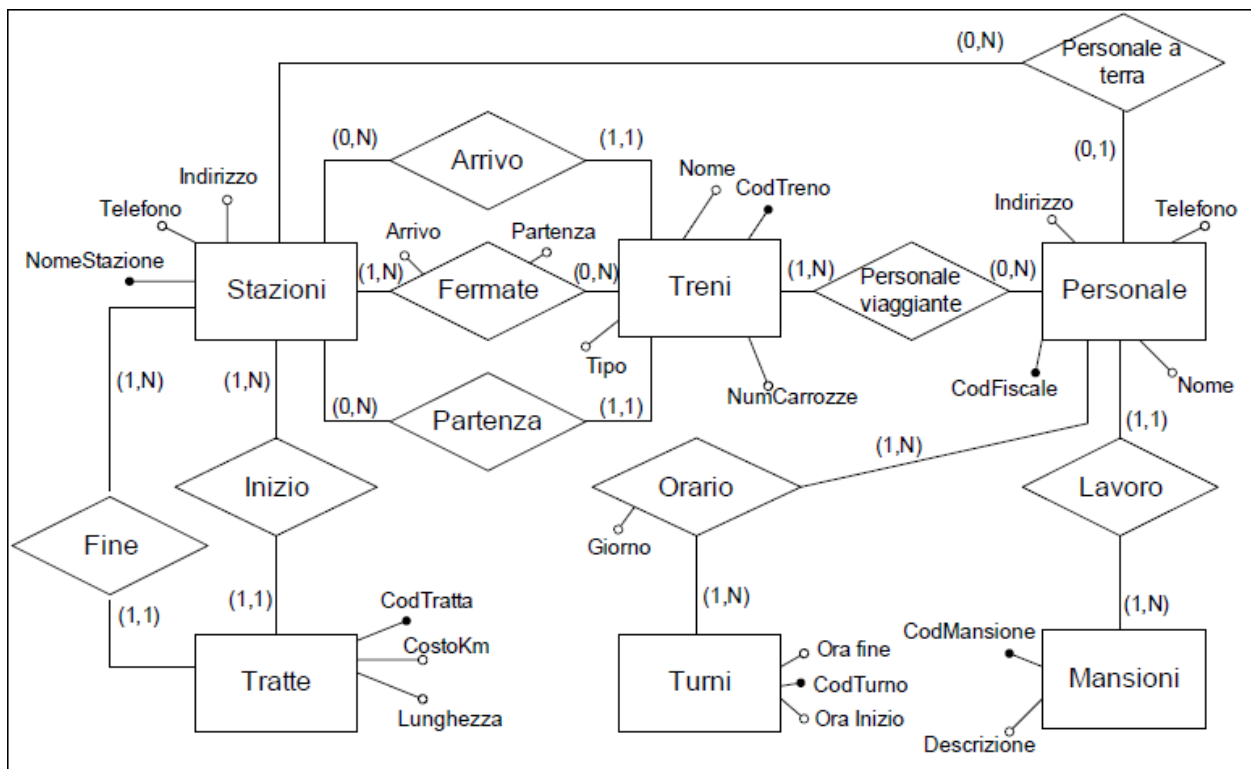 (0,N)
Personale a
terra
(0,N)
Arrivo
(1,1)
(0,1)
Indirizzo
Nome
CodTreno
Telefono
Arrivo
Partenza
Indirizzo
Telefono
NomeStazione
Stazioni
(1,N)
Fermate
(0,N)
Treni
(1,N)
Personale
viaggiante
(0,N)
Personale
Tipo
(1,N)
(1,N)
(0,N)
Partenza
(1,1)
NumCarrozze
CodFiscale
Nome
(1,N)
(1,1)
Inizio
Orario
Lavoro
Fine
Giorno
(1,1)
(1,1)
(1,N)
(1,N)
CodTratta
CostoKm
Tratte
Lunghezza
Turni
Ora fine
CodTurno
Ora Inizio
CodMansione
Mansioni
Descrizione